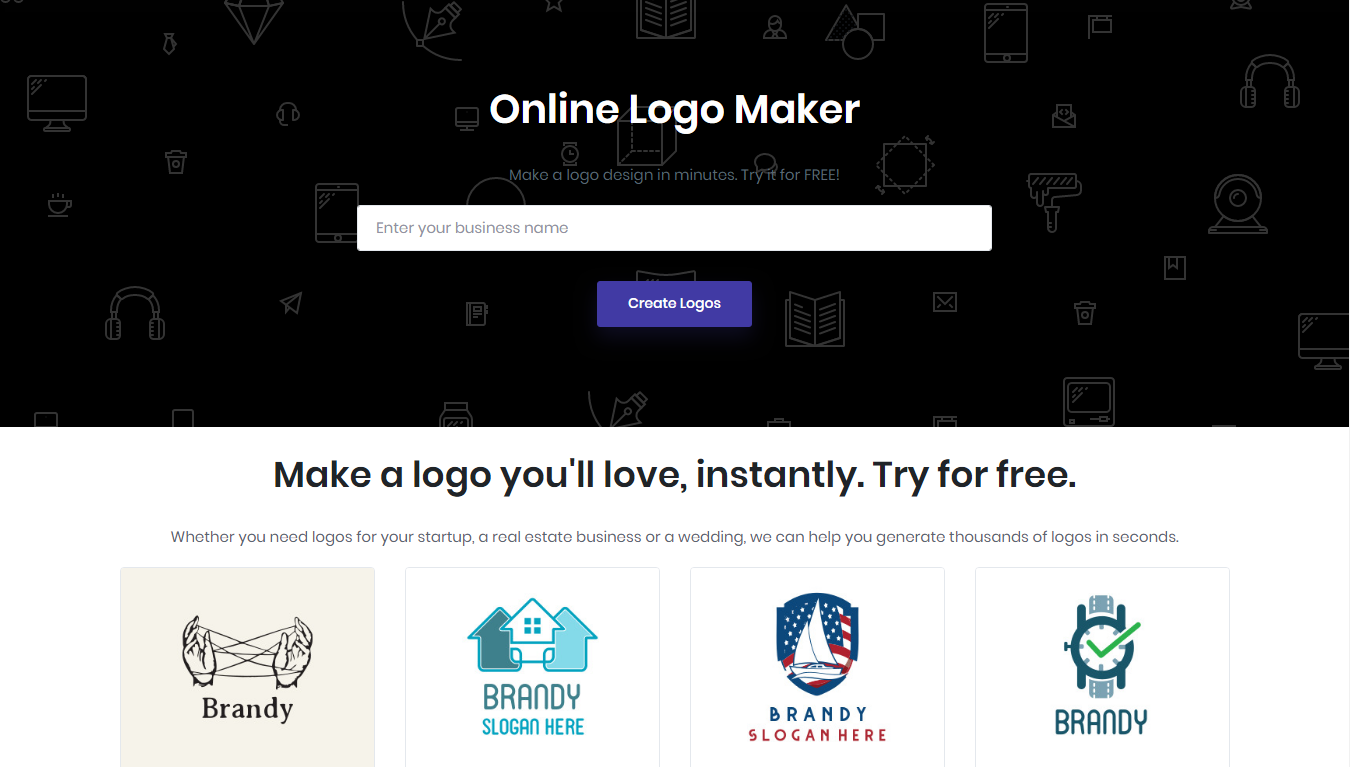 Online Logo Maker
Make a logo design in minutes. Try it for FREE!
Enter your business name
Create Logos
Make a logo you'll love, instantly. Try for free.
Whether you need logos for your startup, a real estate business or a wedding, we can help you generate thousands of logos in seconds.
Brandy
BRANDY
SLOGAN HERE
BRANDY
SLOGAN HERE
BRANDY